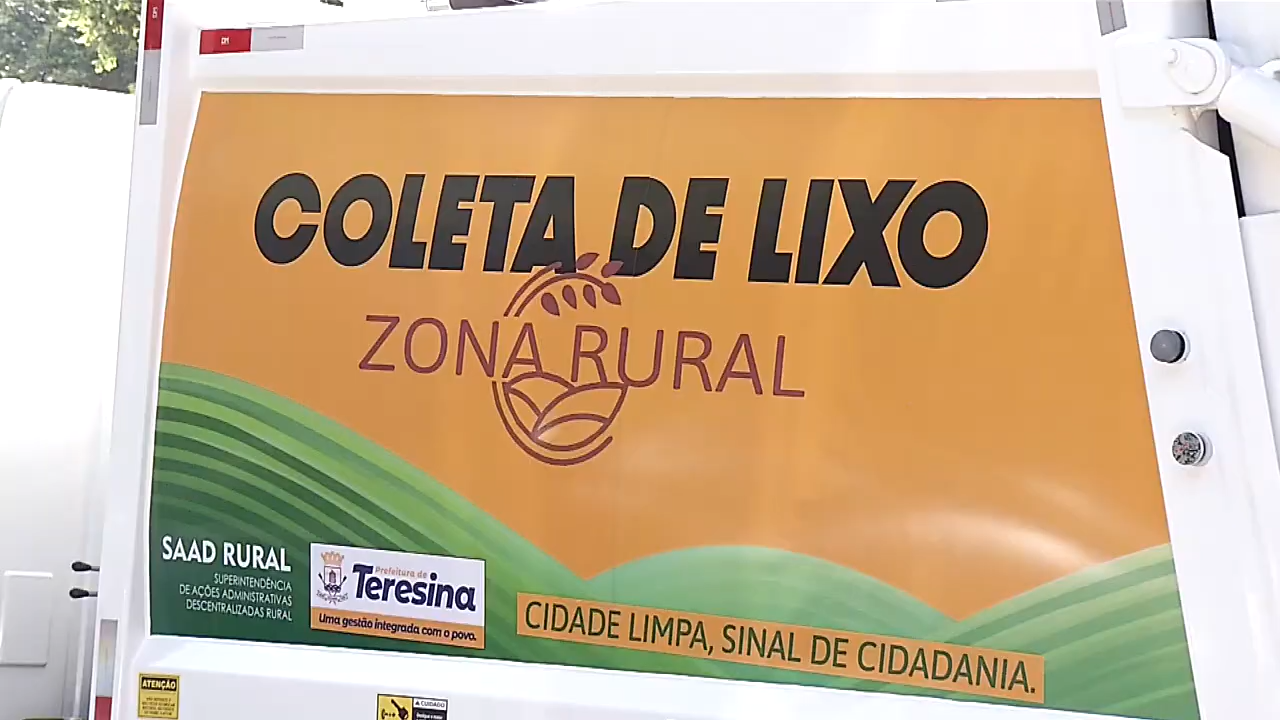 COLETA DE LIXO
ZONA RURAL
SAAD RURAL
SUPERINTENDÊNCIA
DE AÇÕES ADMINISTRATIVAS
DESCENTRALIZADAS RURAL
Prefeitura de
Teresina
Uma gestão integrada com o povo.
CIDADE LIMPA, SINAL DE CIDADANIA.
ATENÇÃO
CUIDADO